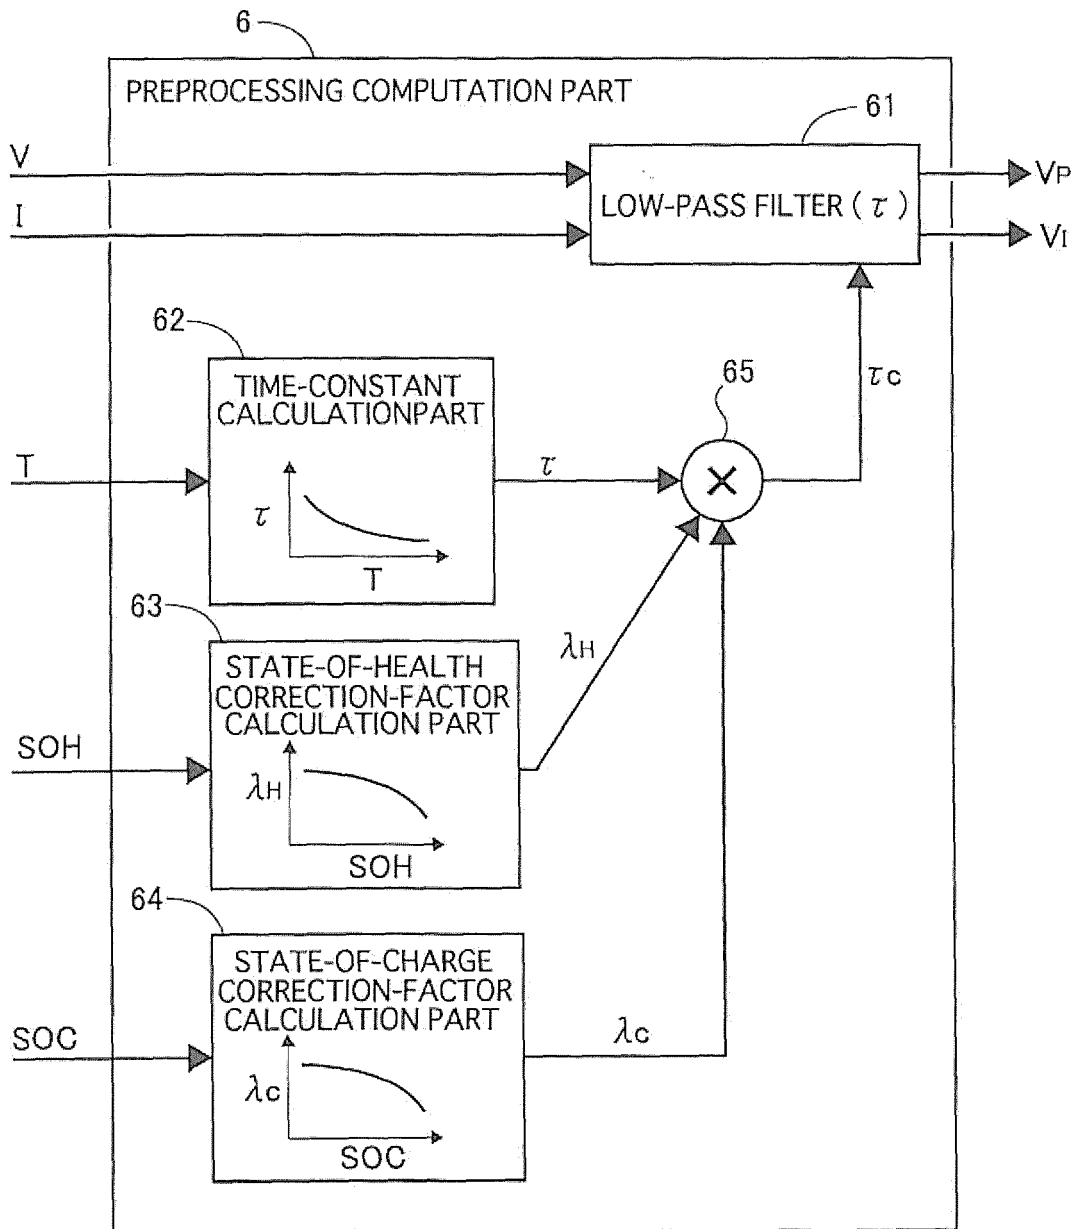 6
PREPROCESSING COMPUTATION PART
61
V
LOW-PASS FILTER (τ)
VP
I
VI
62
TIME-CONSTANT
CALCULATIONPART
65
τc
T
τ
×
τ
T
63
STATE-OF-HEALTH
CORRECTION-FACTOR
CALCULATION PART
λH
SOH
λH
SOH
64
STATE-OF-CHARGE
CORRECTION-FACTOR
CALCULATION PART
SOC
λc
λc
SOC